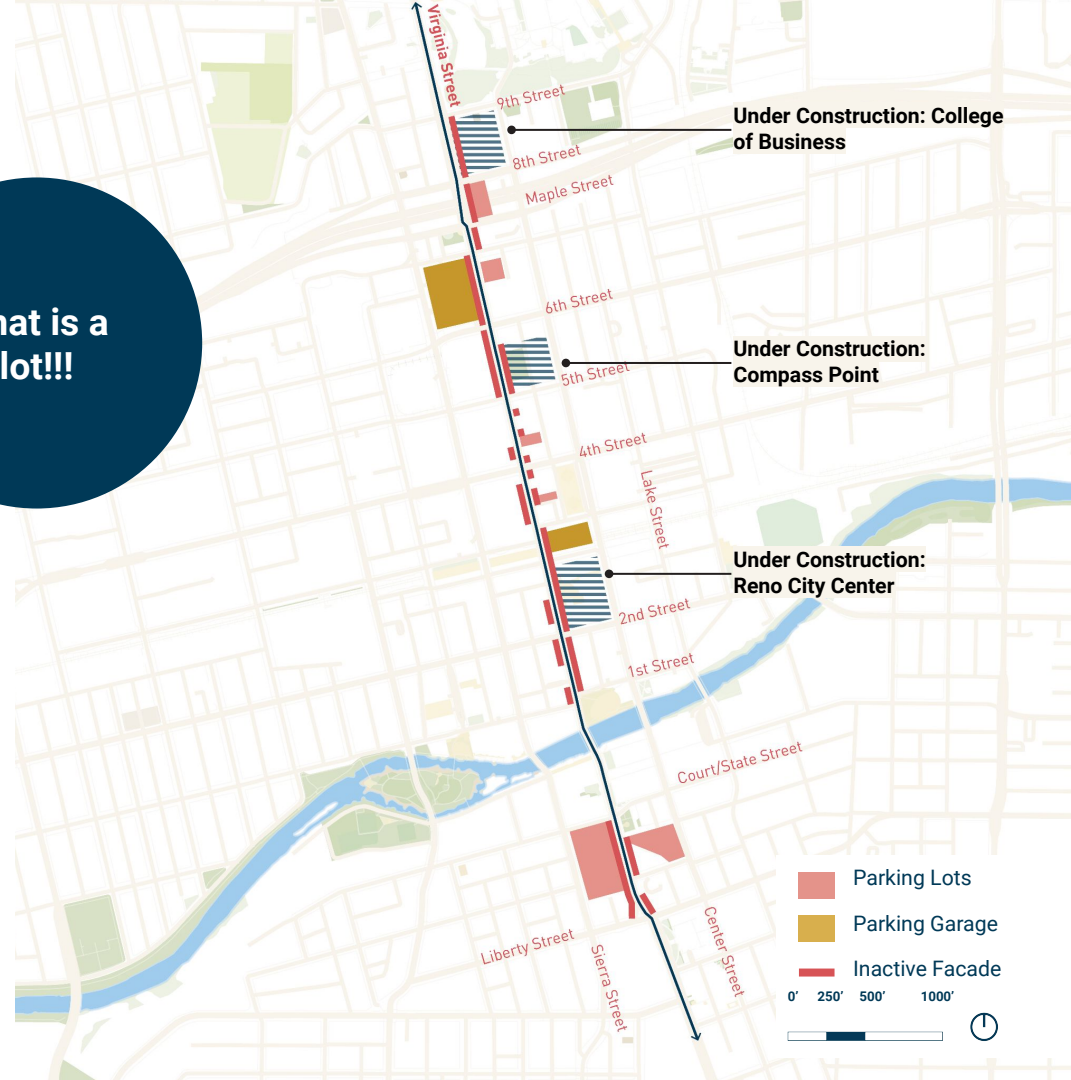 Virginia Street
9th Street
Under Construction: College
of Business
8th Street
Maple Street
is a
lot!!!
6th Street
Under Construction:
Compass Point
5th Street
4th Street
Lake Street
Under Construction:
Reno City Center
2nd Street
1st Street
Court/State Street
Parking Lots
Parking Garage
Inactive Facade
0’ 250’ 500’ 1000’
Liberty Street
Sierra Street
Center Street